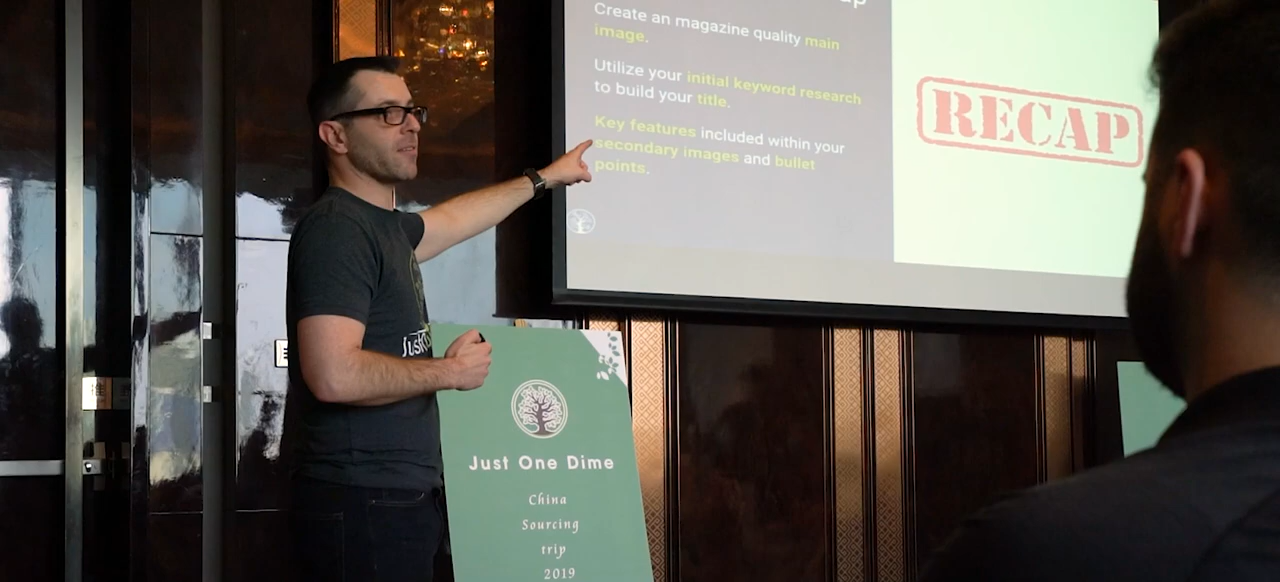 Create an magazine quality main
image.
Utilize your initial keyword research
to build your title.
Key features included within your
secondary images and bullet
points.
RECAP
Just One Dime
China
Sourcing
trip
2019